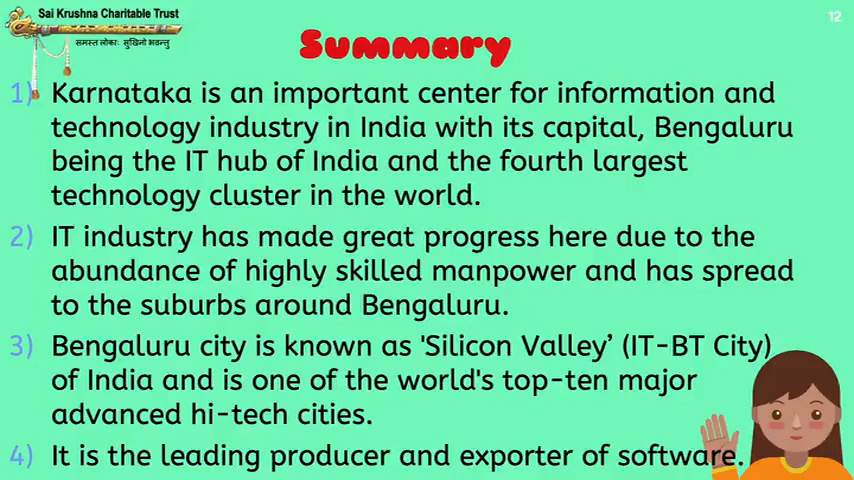 Sai Krushna Charitable Trust
समस्त लोकाः सुखिनो भवन्तु
12
Summary
1) Karnataka is an important center for information and
technology industry in India with its capital, Bengaluru
being the IT hub of India and the fourth largest
technology cluster in the world.
2) IT industry has made great progress here due to the
abundance of highly skilled manpower and has spread
to the suburbs around Bengaluru.
3) Bengaluru city is known as 'Silicon Valley’ (IT-BT City)
of India and is one of the world's top-ten major
advanced hi-tech cities.
4) It is the leading producer and exporter of software.